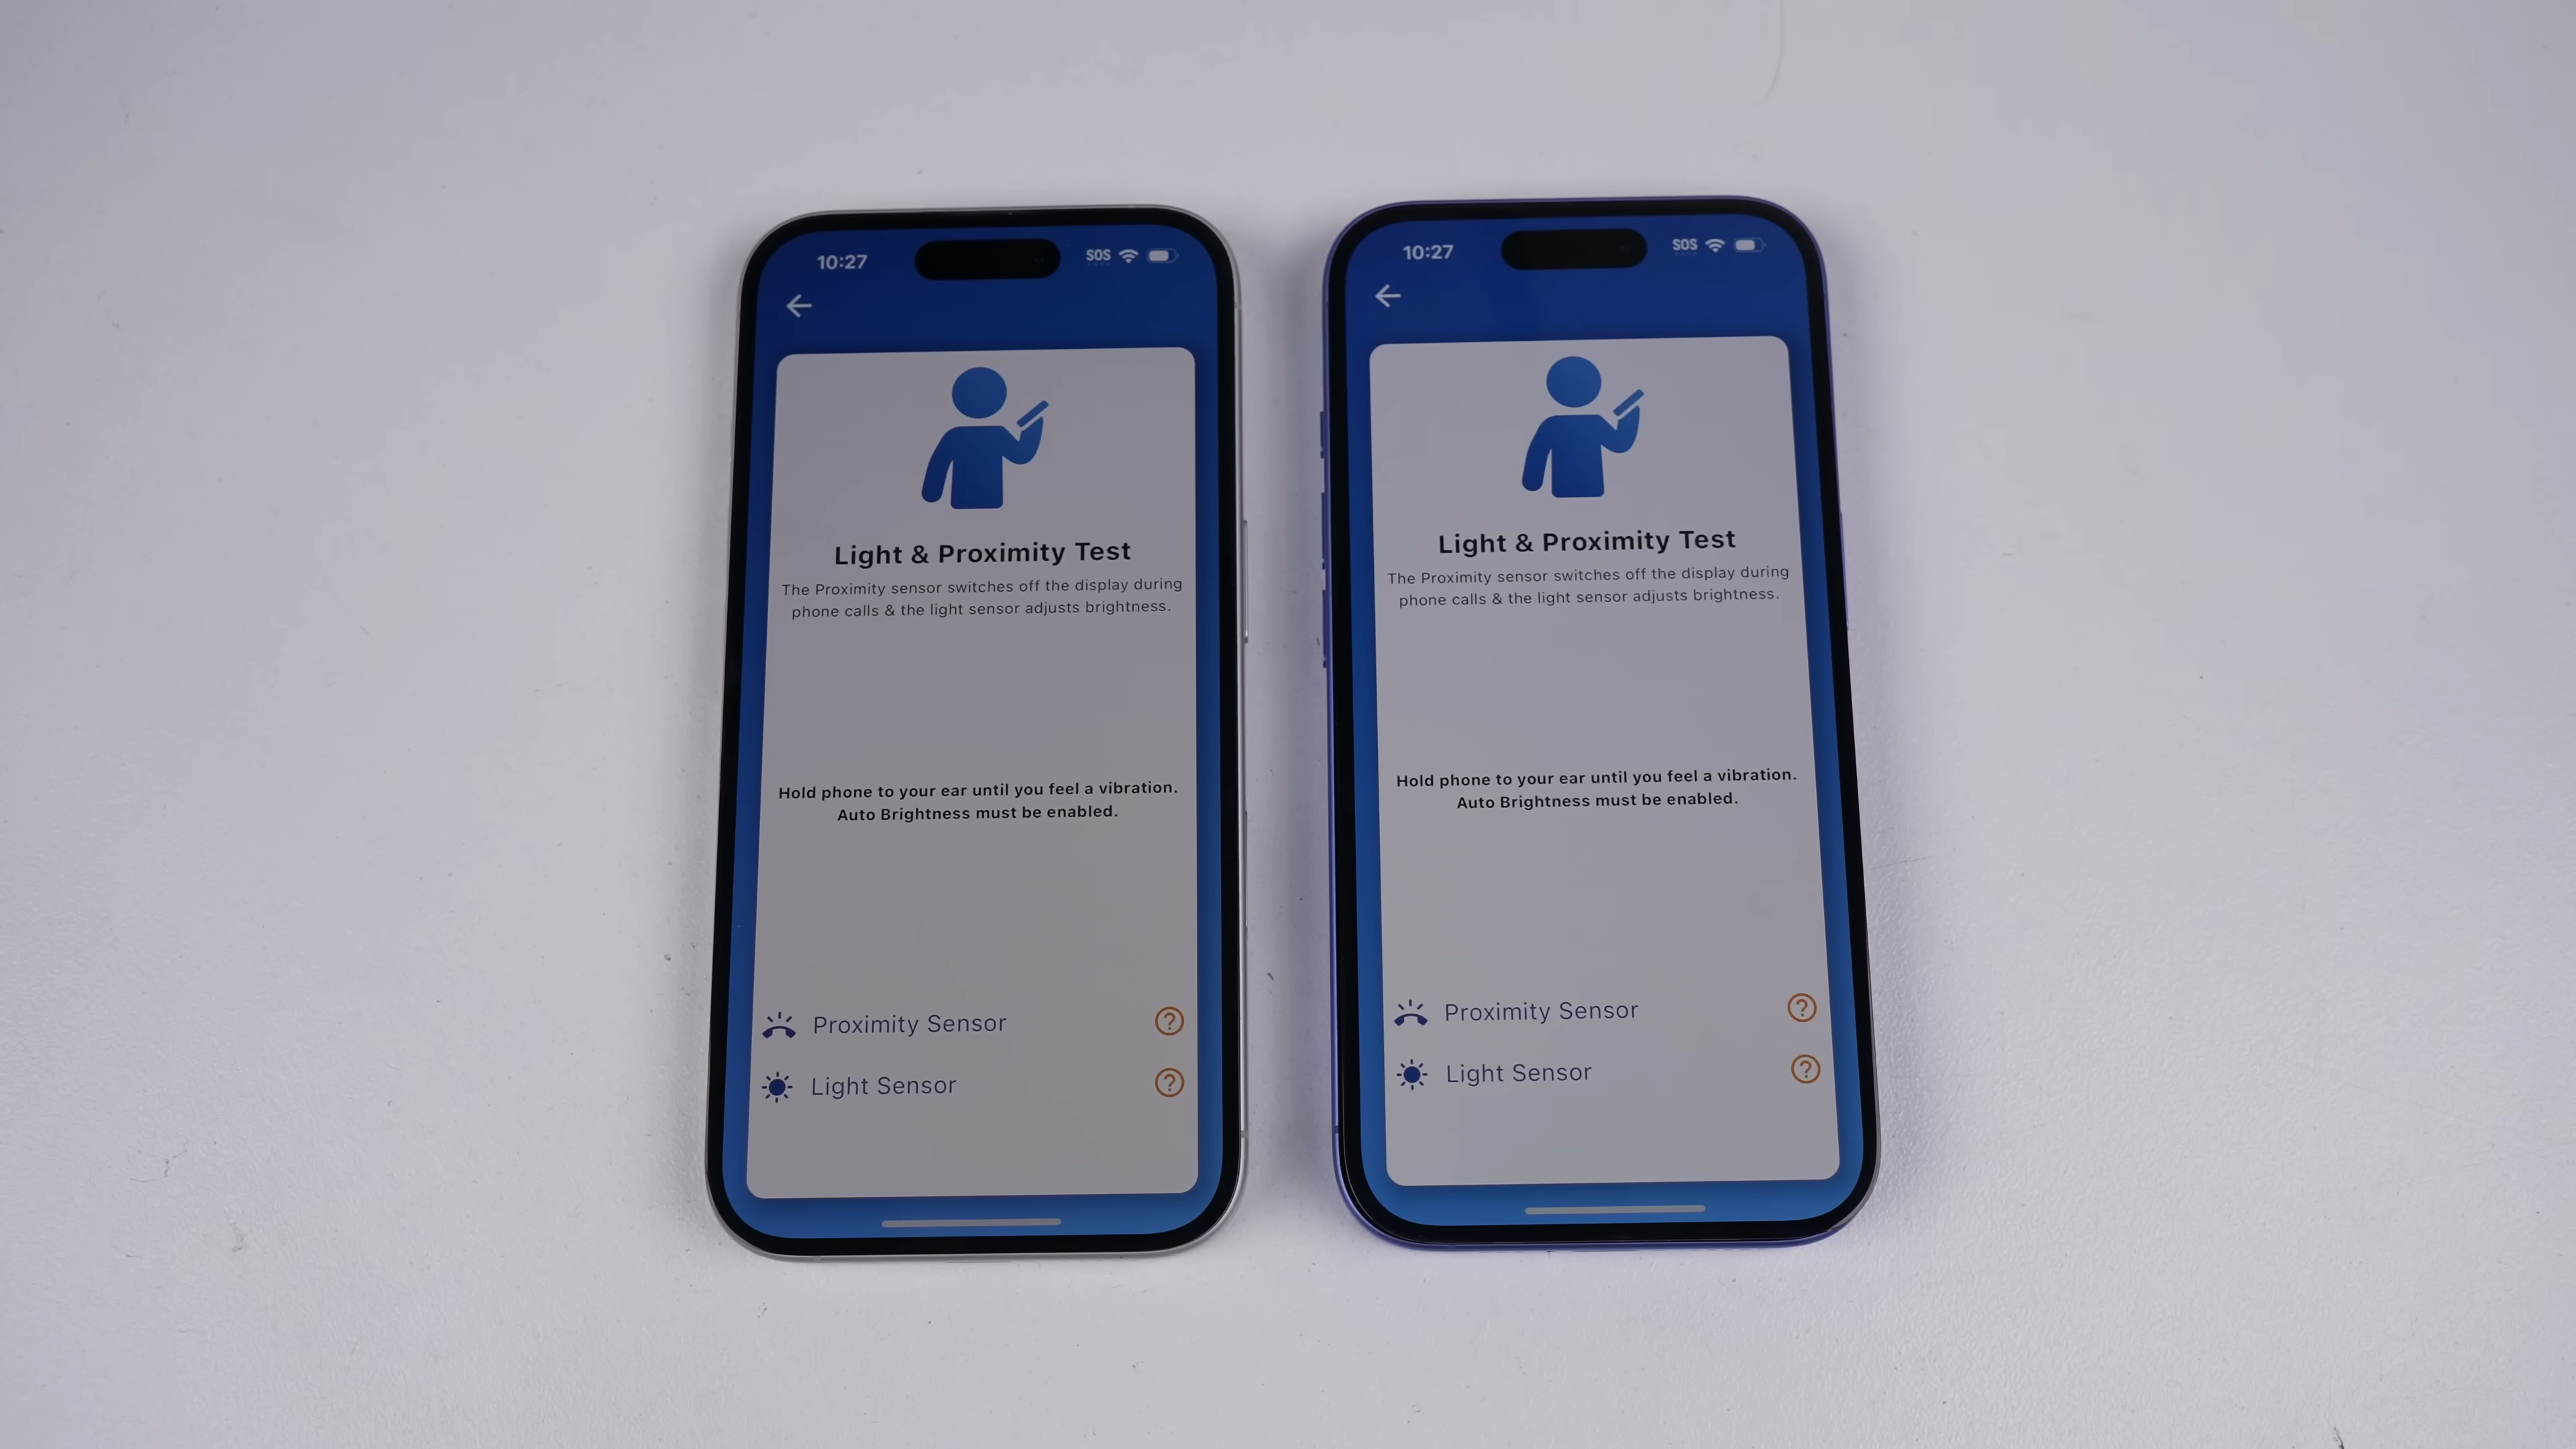 10:27
SOS
Light & Proximity Test
The Proximity sensor switches off the display during
phone calls & the light sensor adjusts brightness.
Hold phone to your ear until you feel a vibration.
Auto Brightness must be enabled.
Proximity Sensor
?
Light Sensor
?
10:27
SOS
Light & Proximity Test
The Proximity sensor switches off the display during
phone calls & the light sensor adjusts brightness.
Hold phone to your ear until you feel a vibration.
Auto Brightness must be enabled.
Proximity Sensor
?
Light Sensor
?